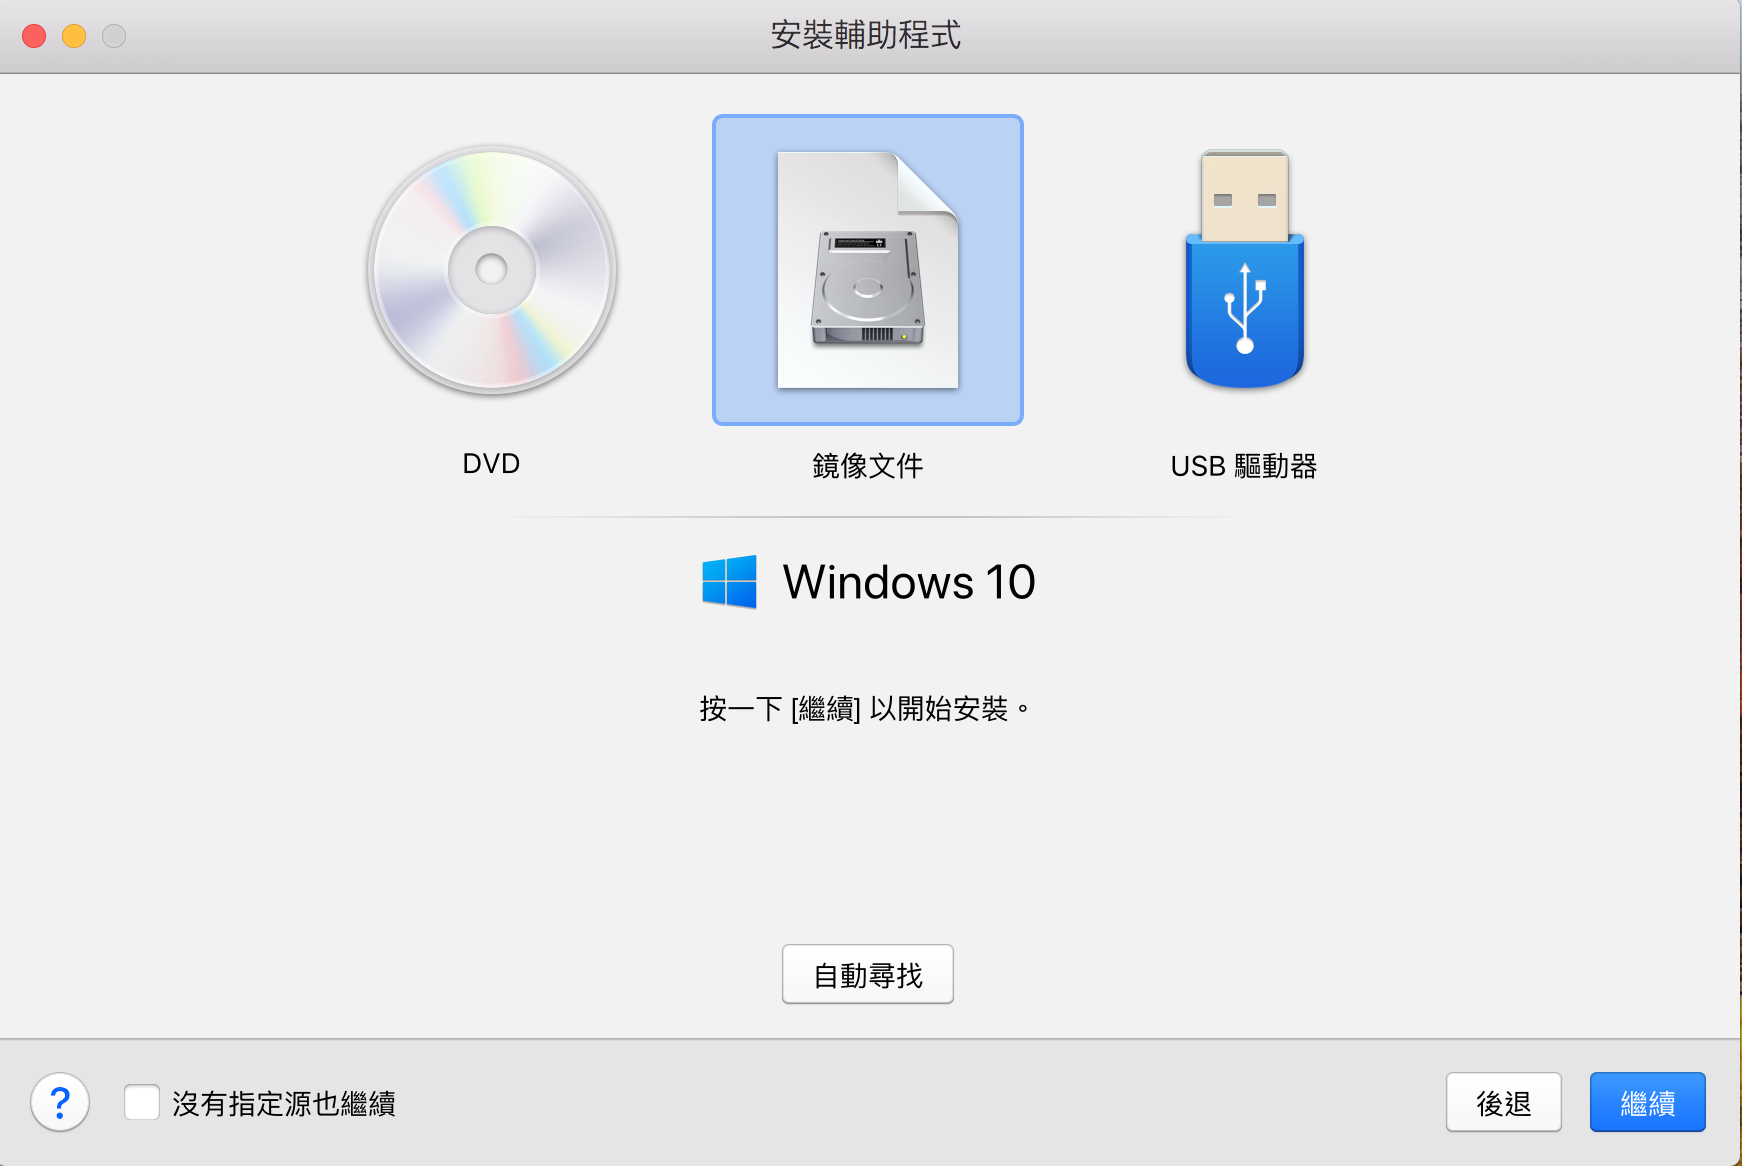 安裝輔助程式
DVD
鏡像文件
USB 驅動器
Windows 10
按一下 [繼續] 以開始安裝。
自動尋找
?
沒有指定源也繼續
後退
繼續